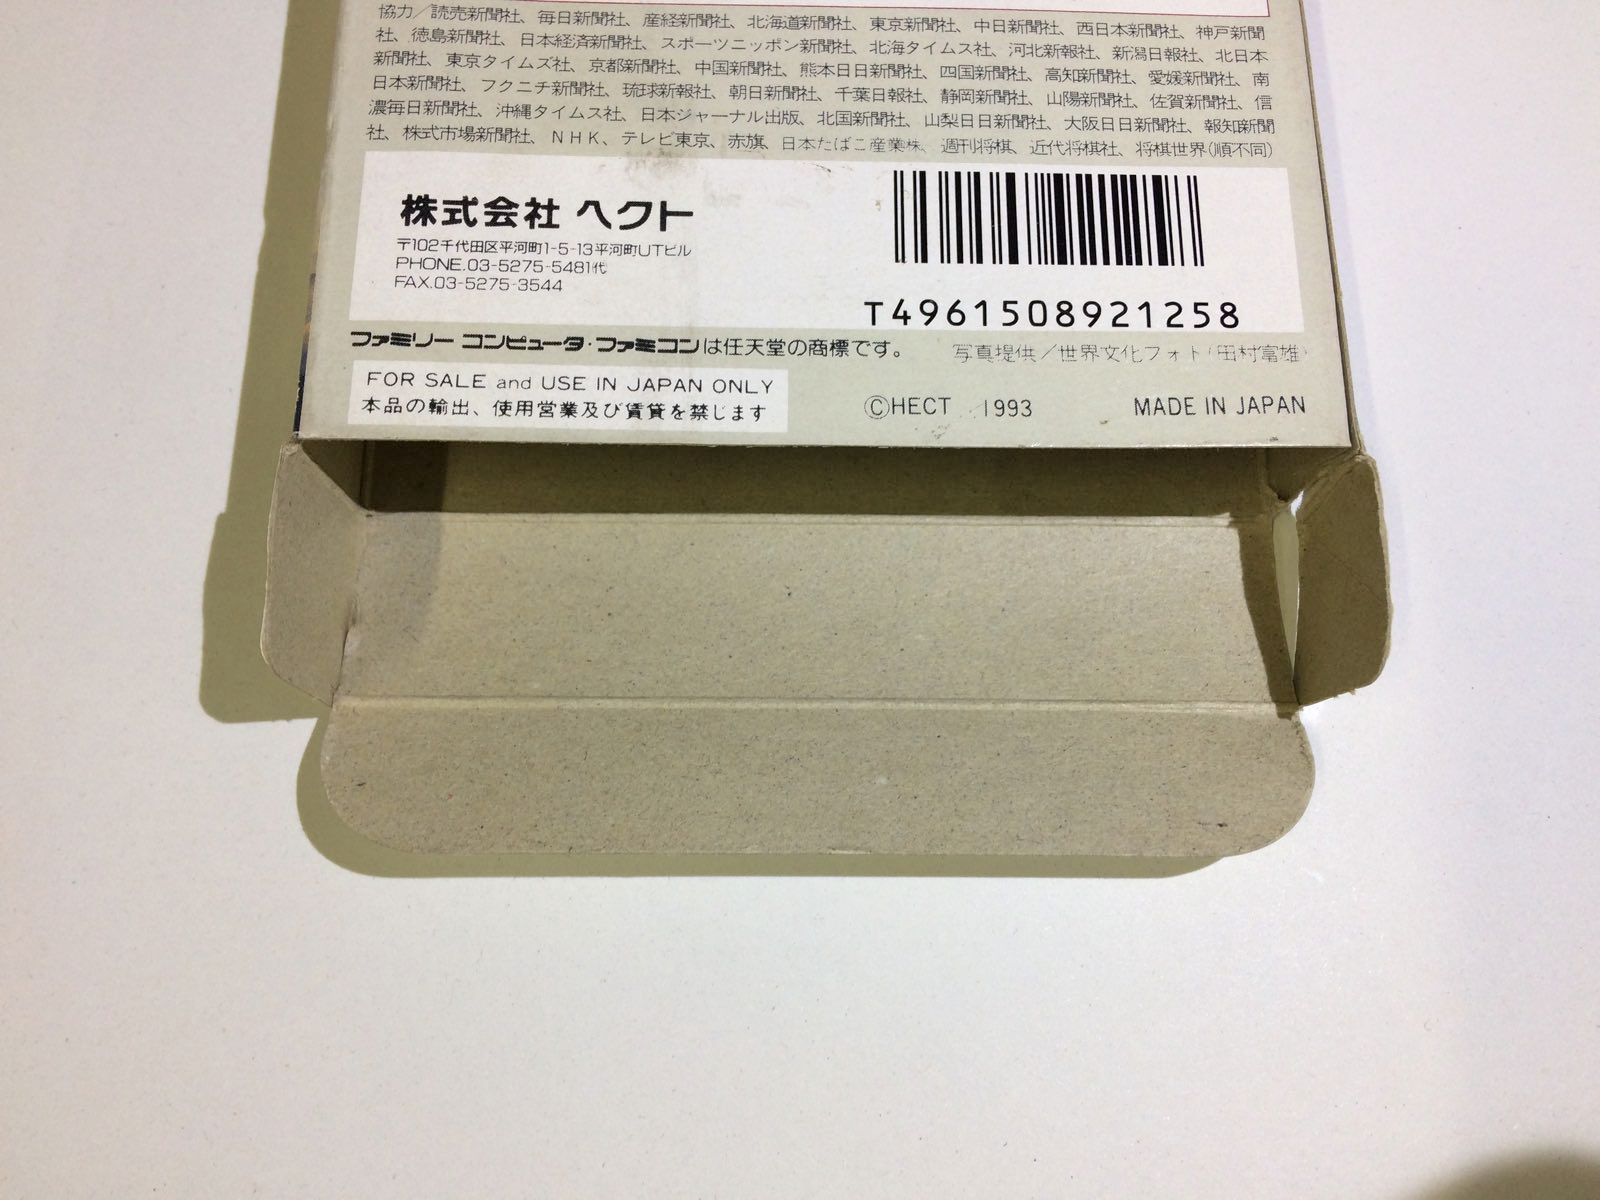 協力／読売新聞社、毎日新聞社、産経新聞社、北海道新聞社、東京新聞社、中日新聞社、西日本新聞社、神戸新聞
社、徳島新聞社、日本経済新聞社、スポーツニッポン新聞社、北海タイムス社、河北新報社、新潟日報社、北日本
新聞社、東京タイムズ社、京都新聞社、中国新聞社、熊本日日新聞社、四国新聞社、高知新聞社、愛媛新聞社、南
日本新聞社、フクニチ新聞社、琉球新報社、朝日新聞社、千葉日報社、静岡新聞社、山陽新聞社、佐賀新聞社、信
濃毎日新聞社、沖縄タイムス社、日本ジャーナル出版、北国新聞社、山梨日日新聞社、大阪日日新聞社、報知新聞
社、株式市場新聞社、ＮＨＫ、テレビ東京、赤旗、日本たばこ産業株、週刊将棋、近代将棋社、将棋世界(順不同)
株式会社 ヘクト
〒102千代田区平河町1-5-13平河町UTビル
PHONE.03-5275-5481代
FAX.03-5275-3544
T4961508921258
ファミリー コンピュータ・ファミコンは任天堂の商標です。
写真提供／世界文化フォト(田村富雄)
FOR SALE and USE IN JAPAN ONLY
本品の輸出、使用営業及び賃貸を禁じます
©HECT 1993
MADE IN JAPAN